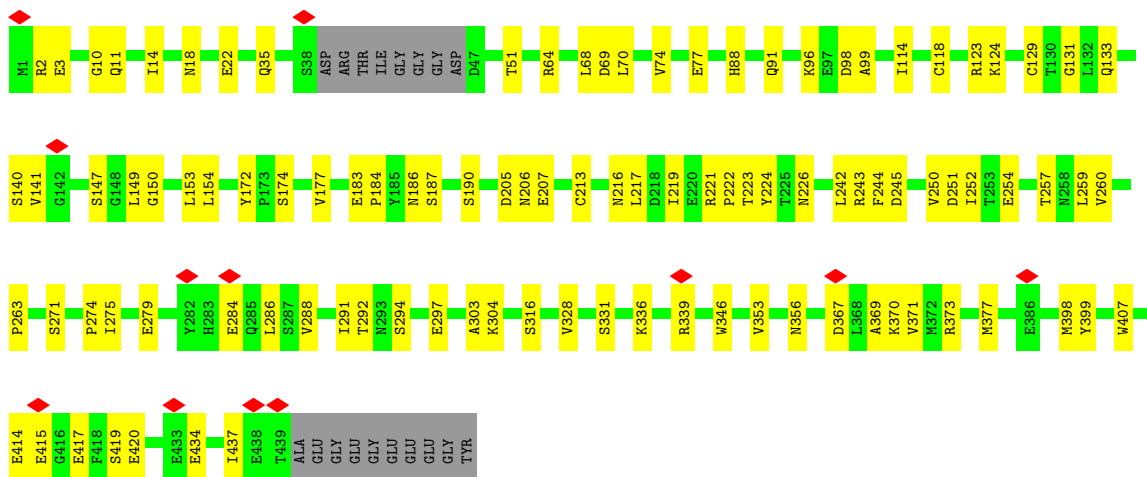 M1 R2 E3 G10 Q11 I14 N18 E22 Q35 S38 ASP ARG THR ILE GLY GLY GLY ASP D47 T51 R64 L68 D69 L70 V74 E77 H88 Q91 K96 E97 D98 A99 I114 C118 R123 K124 C129 T130 G131 L132 Q133
S140 V141 G142 S147 G148 L149 G150 L153 L154 Y172 P173 S174 V177 E183 P184 Y185 N186 S187 S190 D205 N206 E207 C213 N216 L217 D218 I219 E220 R221 P222 T223 Y224 T225 N226 L242 R243 F244 D245 V250 D251 I252 T253 E254 T257 N258 L259 V260
P263 S271 P274 I275 E279 Y282 H283 E284 Q285 L286 S287 V288 I291 T292 N293 S294 E297 A303 K304 S316 V328 S331 K336 R339 W346 V353 N356 D367 L368 A369 K370 V371 M372 R373 M377 E386 M398 Y399 W407
E414 E415 G416 E417 F418 S419 E420 E433 E434 I437 E438 T439 ALA GLU GLY GLU GLY GLU GLU GLU GLY TYR